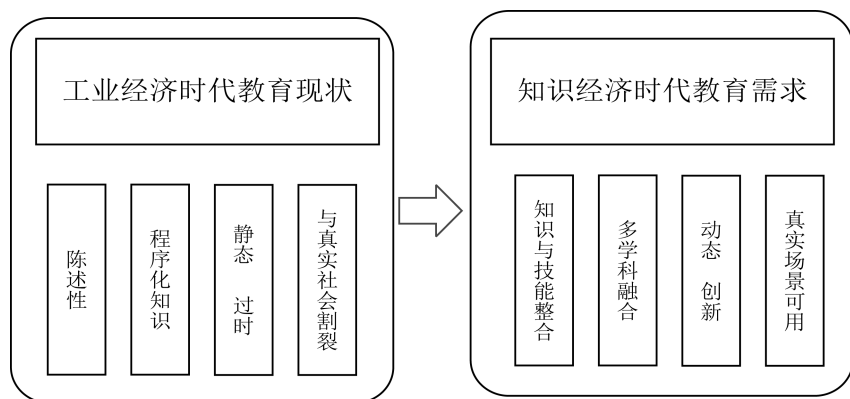 工业经济时代教育现状
陈述性
程序化知识
静态 过时
与真实社会割裂
知识经济时代教育需求
知识与技能整合
多学科融合
动态 创新
真实场景可用